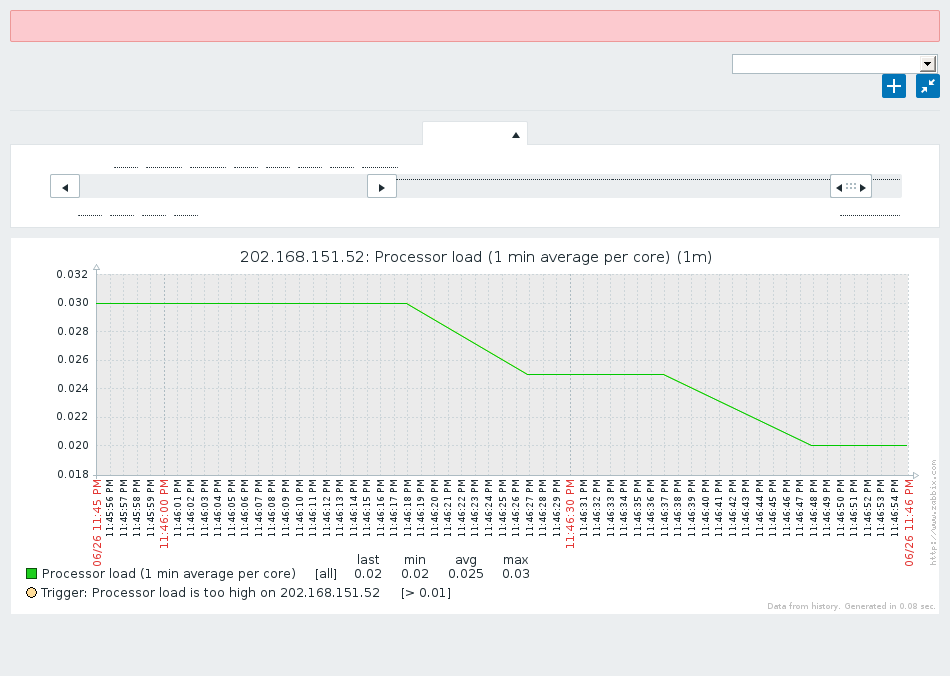 202.168.151.52: Processor load (1 min average per core) (1m)
0.032
0.030
0.028
0.026
0.024
0.022
0.020
0.018
06/26 11:45 PM
11:45:56 PM
11:45:57 PM
11:45:58 PM
11:45:59 PM
11:46:00 PM
11:46:01 PM
11:46:02 PM
11:46:03 PM
11:46:04 PM
11:46:05 PM
11:46:06 PM
11:46:07 PM
11:46:08 PM
11:46:09 PM
11:46:10 PM
11:46:11 PM
11:46:12 PM
11:46:13 PM
11:46:14 PM
11:46:15 PM
11:46:16 PM
11:46:17 PM
11:46:18 PM
11:46:19 PM
11:46:20 PM
11:46:21 PM
11:46:22 PM
11:46:23 PM
11:46:24 PM
11:46:25 PM
11:46:26 PM
11:46:27 PM
11:46:28 PM
11:46:29 PM
11:46:30 PM
11:46:31 PM
11:46:32 PM
11:46:33 PM
11:46:34 PM
11:46:35 PM
11:46:36 PM
11:46:37 PM
11:46:38 PM
11:46:39 PM
11:46:40 PM
11:46:41 PM
11:46:42 PM
11:46:43 PM
11:46:44 PM
11:46:45 PM
11:46:46 PM
11:46:47 PM
11:46:48 PM
11:46:49 PM
11:46:50 PM
11:46:51 PM
11:46:52 PM
11:46:53 PM
11:46:54 PM
06/26 11:46 PM
http://www.zabbix.com
last min avg max
Processor load (1 min average per core) [all] 0.02 0.02 0.025 0.03
Trigger: Processor load is too high on 202.168.151.52 [> 0.01]
Data from history. Generated in 0.08 sec.